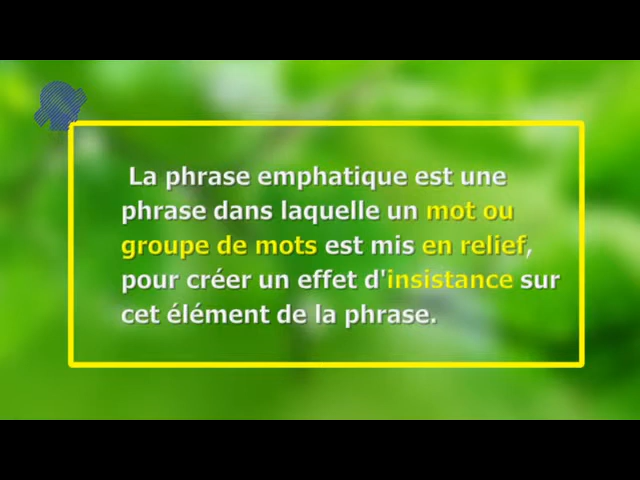 La phrase emphatique est une
phrase dans laquelle un mot ou
groupe de mots est mis en relief,
pour créer un effet d'insistance sur
cet élément de la phrase.